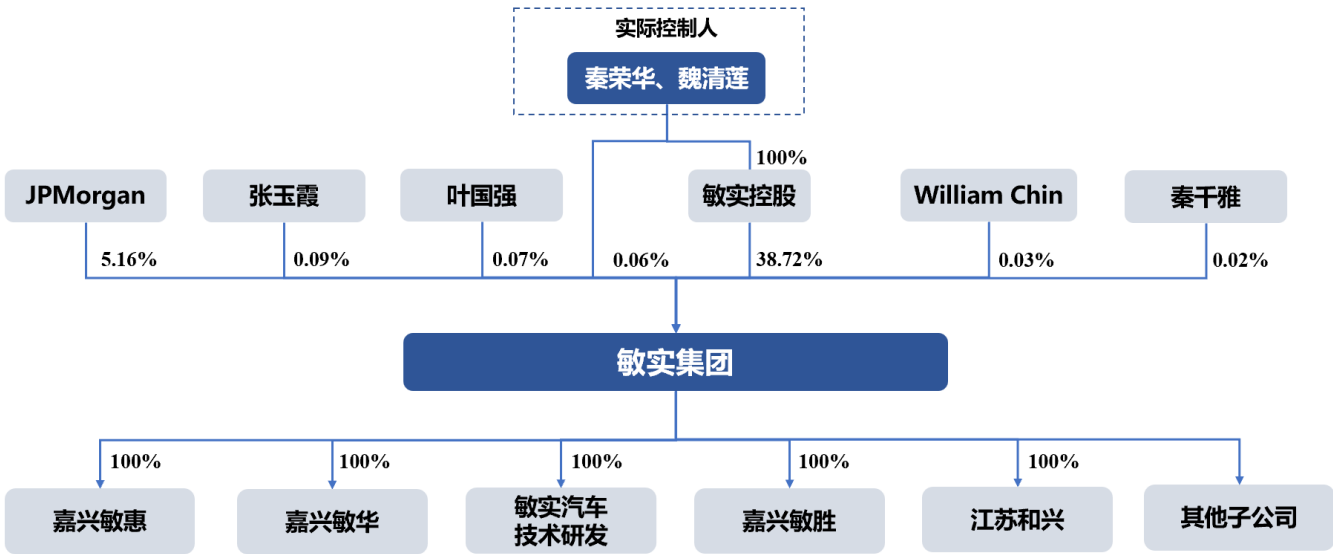 实际控制人
秦荣华、魏清莲
100%
JPMorgan
张玉霞
叶国强
敏实控股
William Chin
秦千雅
5.16%
0.09%
0.07%
0.06%
38.72%
0.03%
0.02%
敏实集团
100%
100%
100%
100%
100%
嘉兴敏惠
嘉兴敏华
敏实汽车
技术研发
嘉兴敏胜
江苏和兴
其他子公司